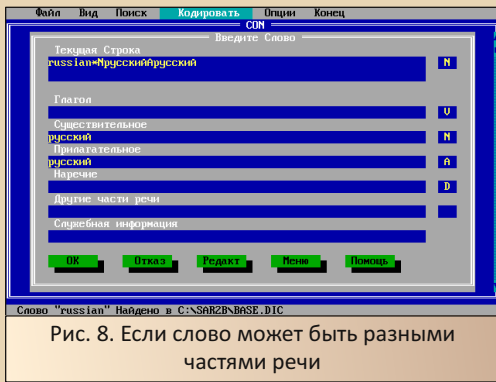 Файл Вид Поиск Кодировать Опции Конец
CON
Введите Слово
Текущая Строка
russian*NрусскийAрусский N
Глагол
V
Существительное
русский N
Прилагательное
русский A
Наречие
D
Другие части речи
Служебная информация
OK Отказ Редакт Меню Помощь
Слово "russian" Найдено в C:\SAR2B\BASE.DIC
Рис. 8. Если слово может быть разными
частями речи